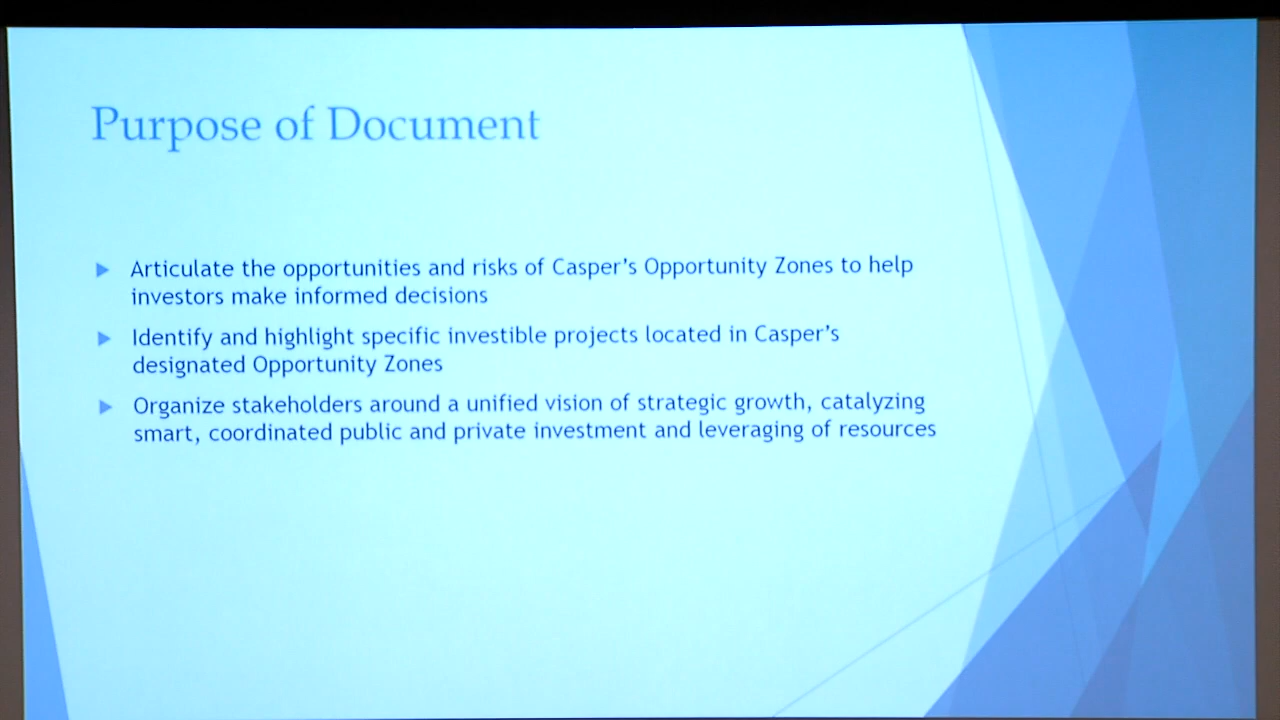 Purpose of Document
Articulate the opportunities and risks of Casper's Opportunity Zones to help
investors make informed decisions
Identify and highlight specific investible projects located in Casper's
designated Opportunity Zones
Organize stakeholders around a unified vision of strategic growth, catalyzing
smart, coordinated public and private investment and leveraging of resources